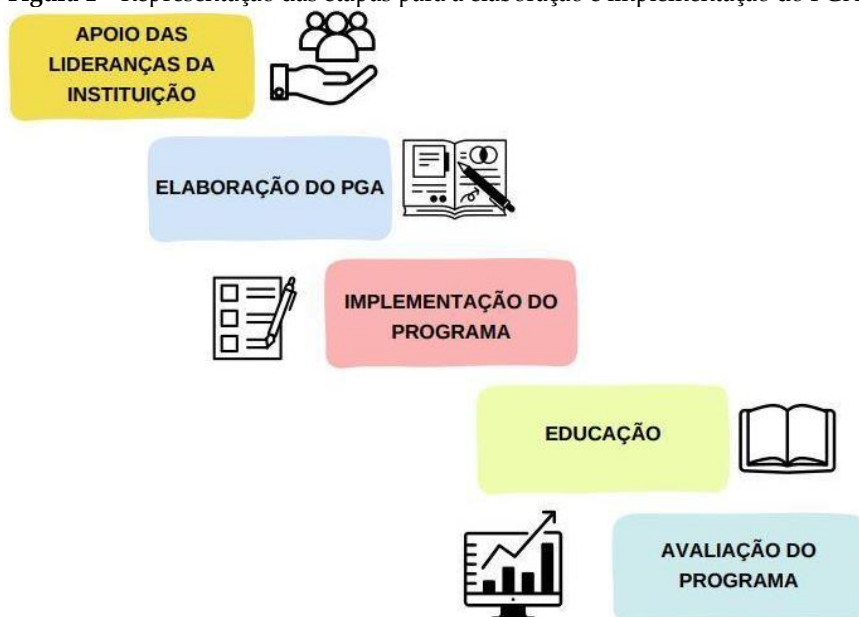 APOIO DAS
LIDERANÇAS DA
INSTITUIÇÃO
ELABORAÇÃO DO PGA
IMPLEMENTAÇÃO DO
PROGRAMA
EDUCAÇÃO
AVALIAÇÃO DO
PROGRAMA